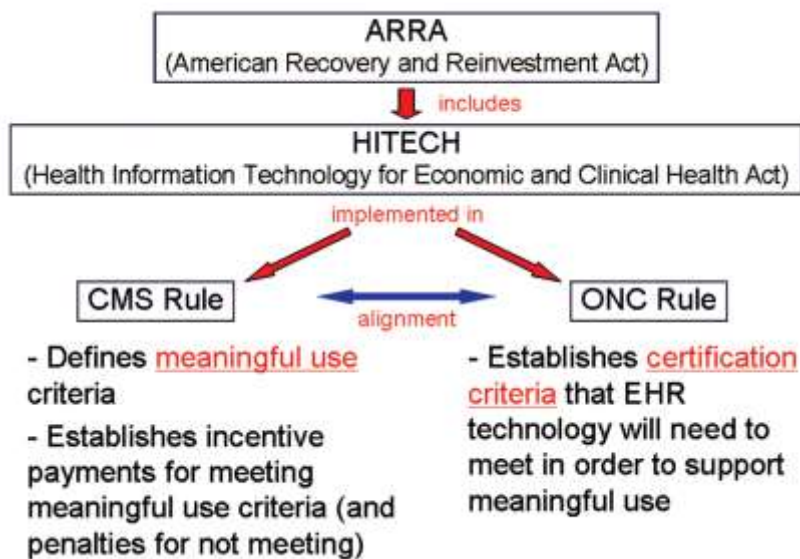 ARRA
(American Recovery and Reinvestment Act)
includes
HITECH
(Health Information Technology for Economic and Clinical Health Act)
implemented in
CMS Rule
alignment
ONC Rule
- Defines meaningful use
criteria
- Establishes incentive
payments for meeting
meaningful use criteria (and
penalties for not meeting)
- Establishes certification
criteria that EHR
technology will need to
meet in order to support
meaningful use